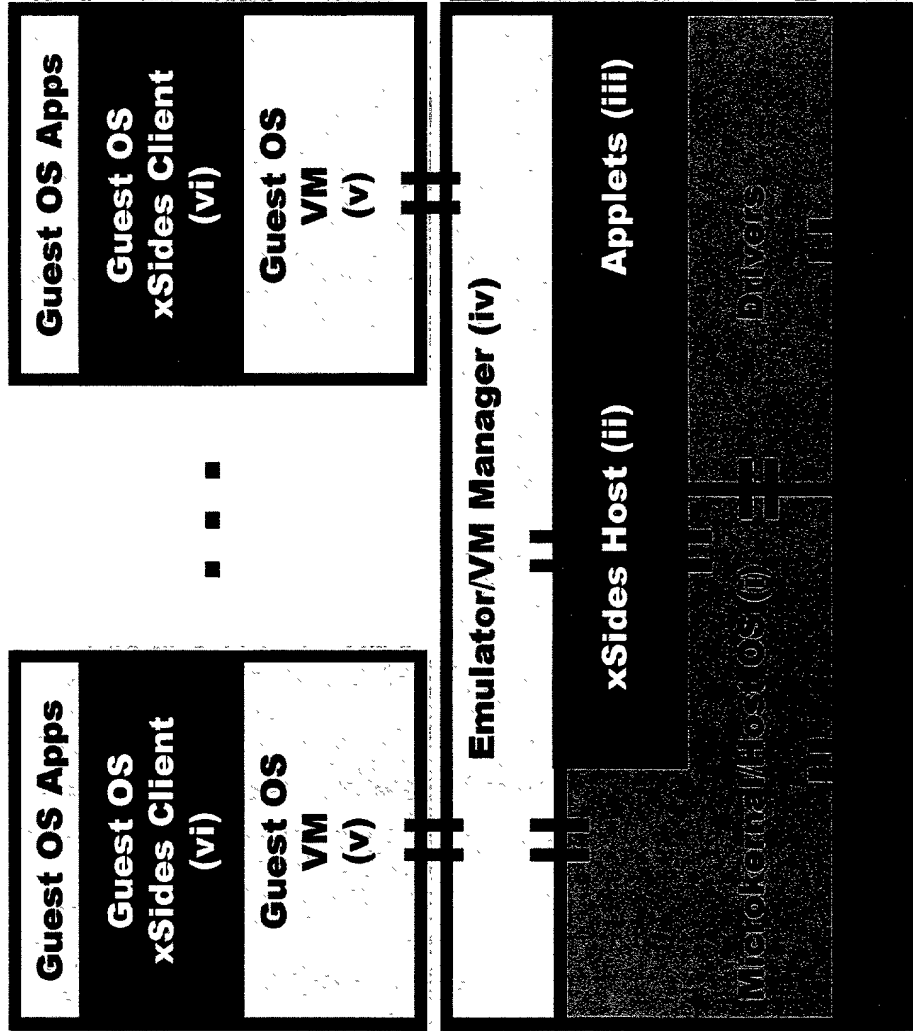 Guest OS Apps
Guest OS
xSides Client
(vi)
Guest OS
VM
(v)
Guest OS Apps
Guest OS
xSides Client
(vi)
Guest OS
VM
(v)
Emulator/VM Manager (iv)
xSides Host (ii)
Applets (iii)
Microkernal/Host OS (i)
Drivers